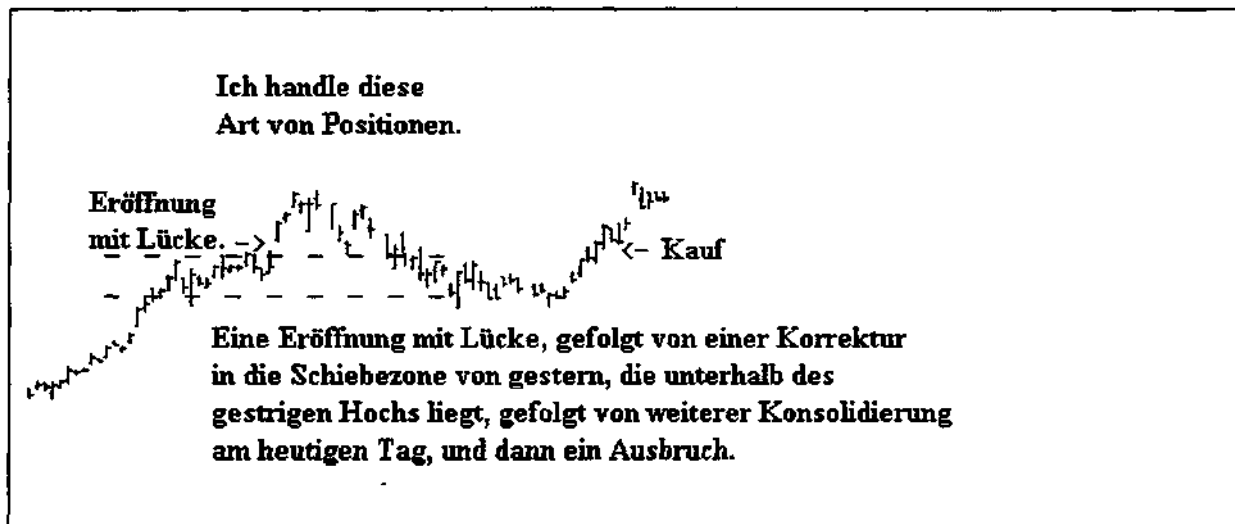 Ich handle diese
Art von Positionen.
Eröffnung
mit Lücke. –>
<– Kauf
Eine Eröffnung mit Lücke, gefolgt von einer Korrektur
in die Schiebezone von gestern, die unterhalb des
gestrigen Hochs liegt, gefolgt von weiterer Konsolidierung
am heutigen Tag, und dann ein Ausbruch.